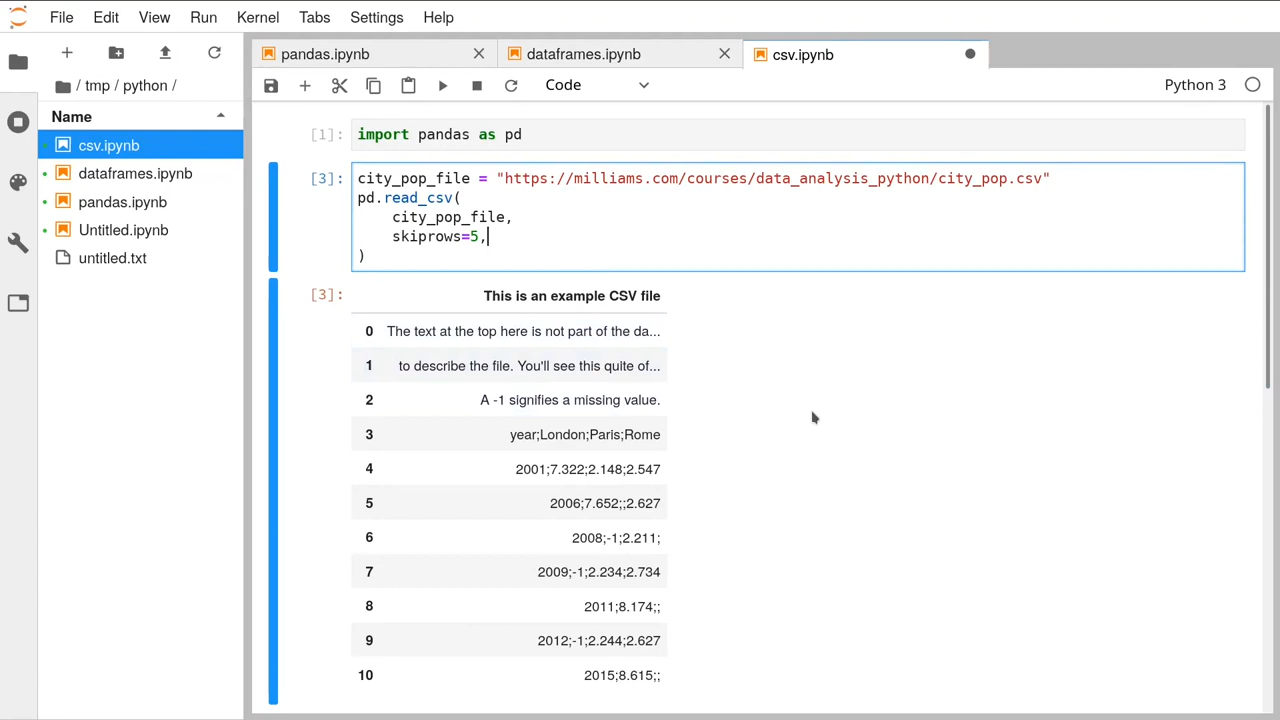 File Edit View Run Kernel Tabs Settings Help
pandas.ipynb dataframes.ipynb csv.ipynb
Code Python 3
/ tmp / python /
Name
csv.ipynb
dataframes.ipynb
pandas.ipynb
Untitled.ipynb
untitled.txt
[1]: import pandas as pd
[3]: city_pop_file = "https://milliams.com/courses/data_analysis_python/city_pop.csv"
pd.read_csv(
    city_pop_file,
    skiprows=5,
)
[3]: This is an example CSV file
0 The text at the top here is not part of the da...
1 to describe the file. You'll see this quite of...
2 A -1 signifies a missing value.
3 year;London;Paris;Rome
4 2001;7.322;2.148;2.547
5 2006;7.652;;2.627
6 2008;-1;2.211;
7 2009;-1;2.234;2.734
8 2011;8.174;;
9 2012;-1;2.244;2.627
10 2015;8.615;;